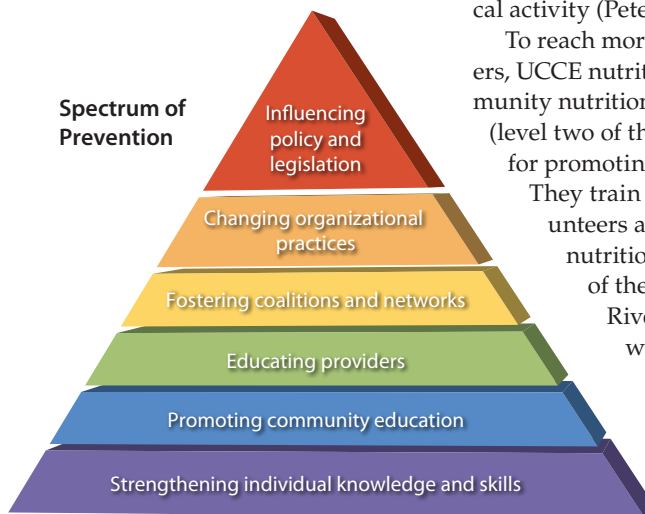 cal activity (Pete
To reach mor
ers, UCCE nutrit
munity nutrition
(level two of th
for promotin
They train
unteers a
nutritio
of the
Rive
w
Spectrum of
Prevention
Influencing
policy and
legislation
Changing organizational
practices
Fostering coalitions and networks
Educating providers
Promoting community education
Strengthening individual knowledge and skills